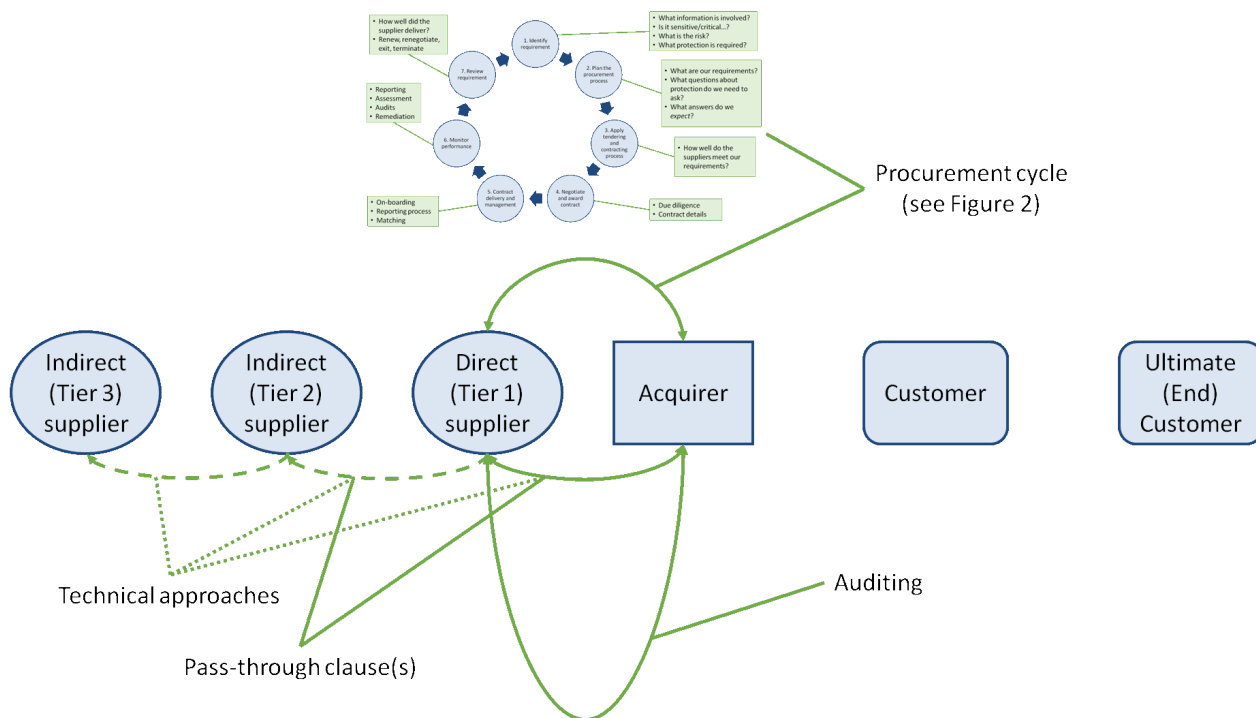 • How well did the
supplier deliver?
• Renew, renegotiate,
exit, terminate
1. Identify
requirement
• What information is involved?
• Is it sensitive/critical...?
• What is the risk?
• What protection is required?
7. Review
requirement
2. Plan the
procurement
process
• What are our requirements?
• What questions about
protection do we need to
ask?
• What answers do we
expect?
• Reporting
• Assessment
• Audits
• Remediation
6. Monitor
performance
3. Apply
tendering
and
contracting
process
• How well do the
suppliers meet our
requirements?
5. Contract
delivery and
management
4. Negotiate
and award
contract
• On-boarding
• Reporting process
• Matching
• Due diligence
• Contract details
Procurement cycle
(see Figure 2)
Indirect
(Tier 3)
supplier
Indirect
(Tier 2)
supplier
Direct
(Tier 1)
supplier
Acquirer
Customer
Ultimate
(End)
Customer
Technical approaches
Auditing
Pass-through clause(s)